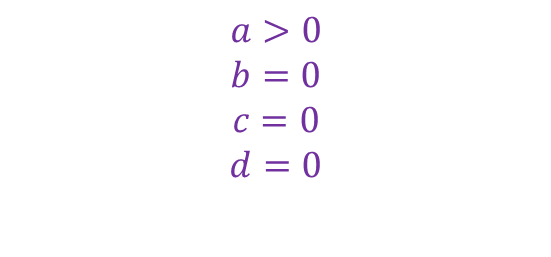 a > 0
b = 0
c = 0
d = 0